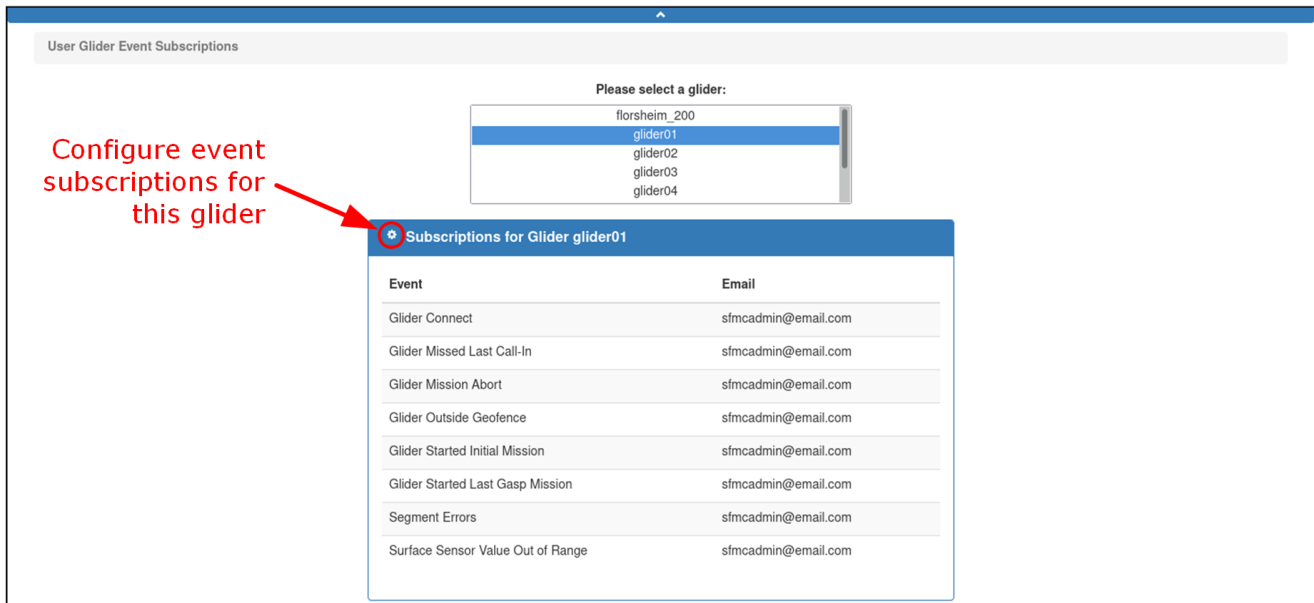 User Glider Event Subscriptions
Please select a glider:
florsheim_200
glider01
glider02
glider03
glider04
Configure event
subscriptions for
this glider
Subscriptions for Glider glider01
Event Email
Glider Connect sfmcadmin@email.com
Glider Missed Last Call-In sfmcadmin@email.com
Glider Mission Abort sfmcadmin@email.com
Glider Outside Geofence sfmcadmin@email.com
Glider Started Initial Mission sfmcadmin@email.com
Glider Started Last Gasp Mission sfmcadmin@email.com
Segment Errors sfmcadmin@email.com
Surface Sensor Value Out of Range sfmcadmin@email.com